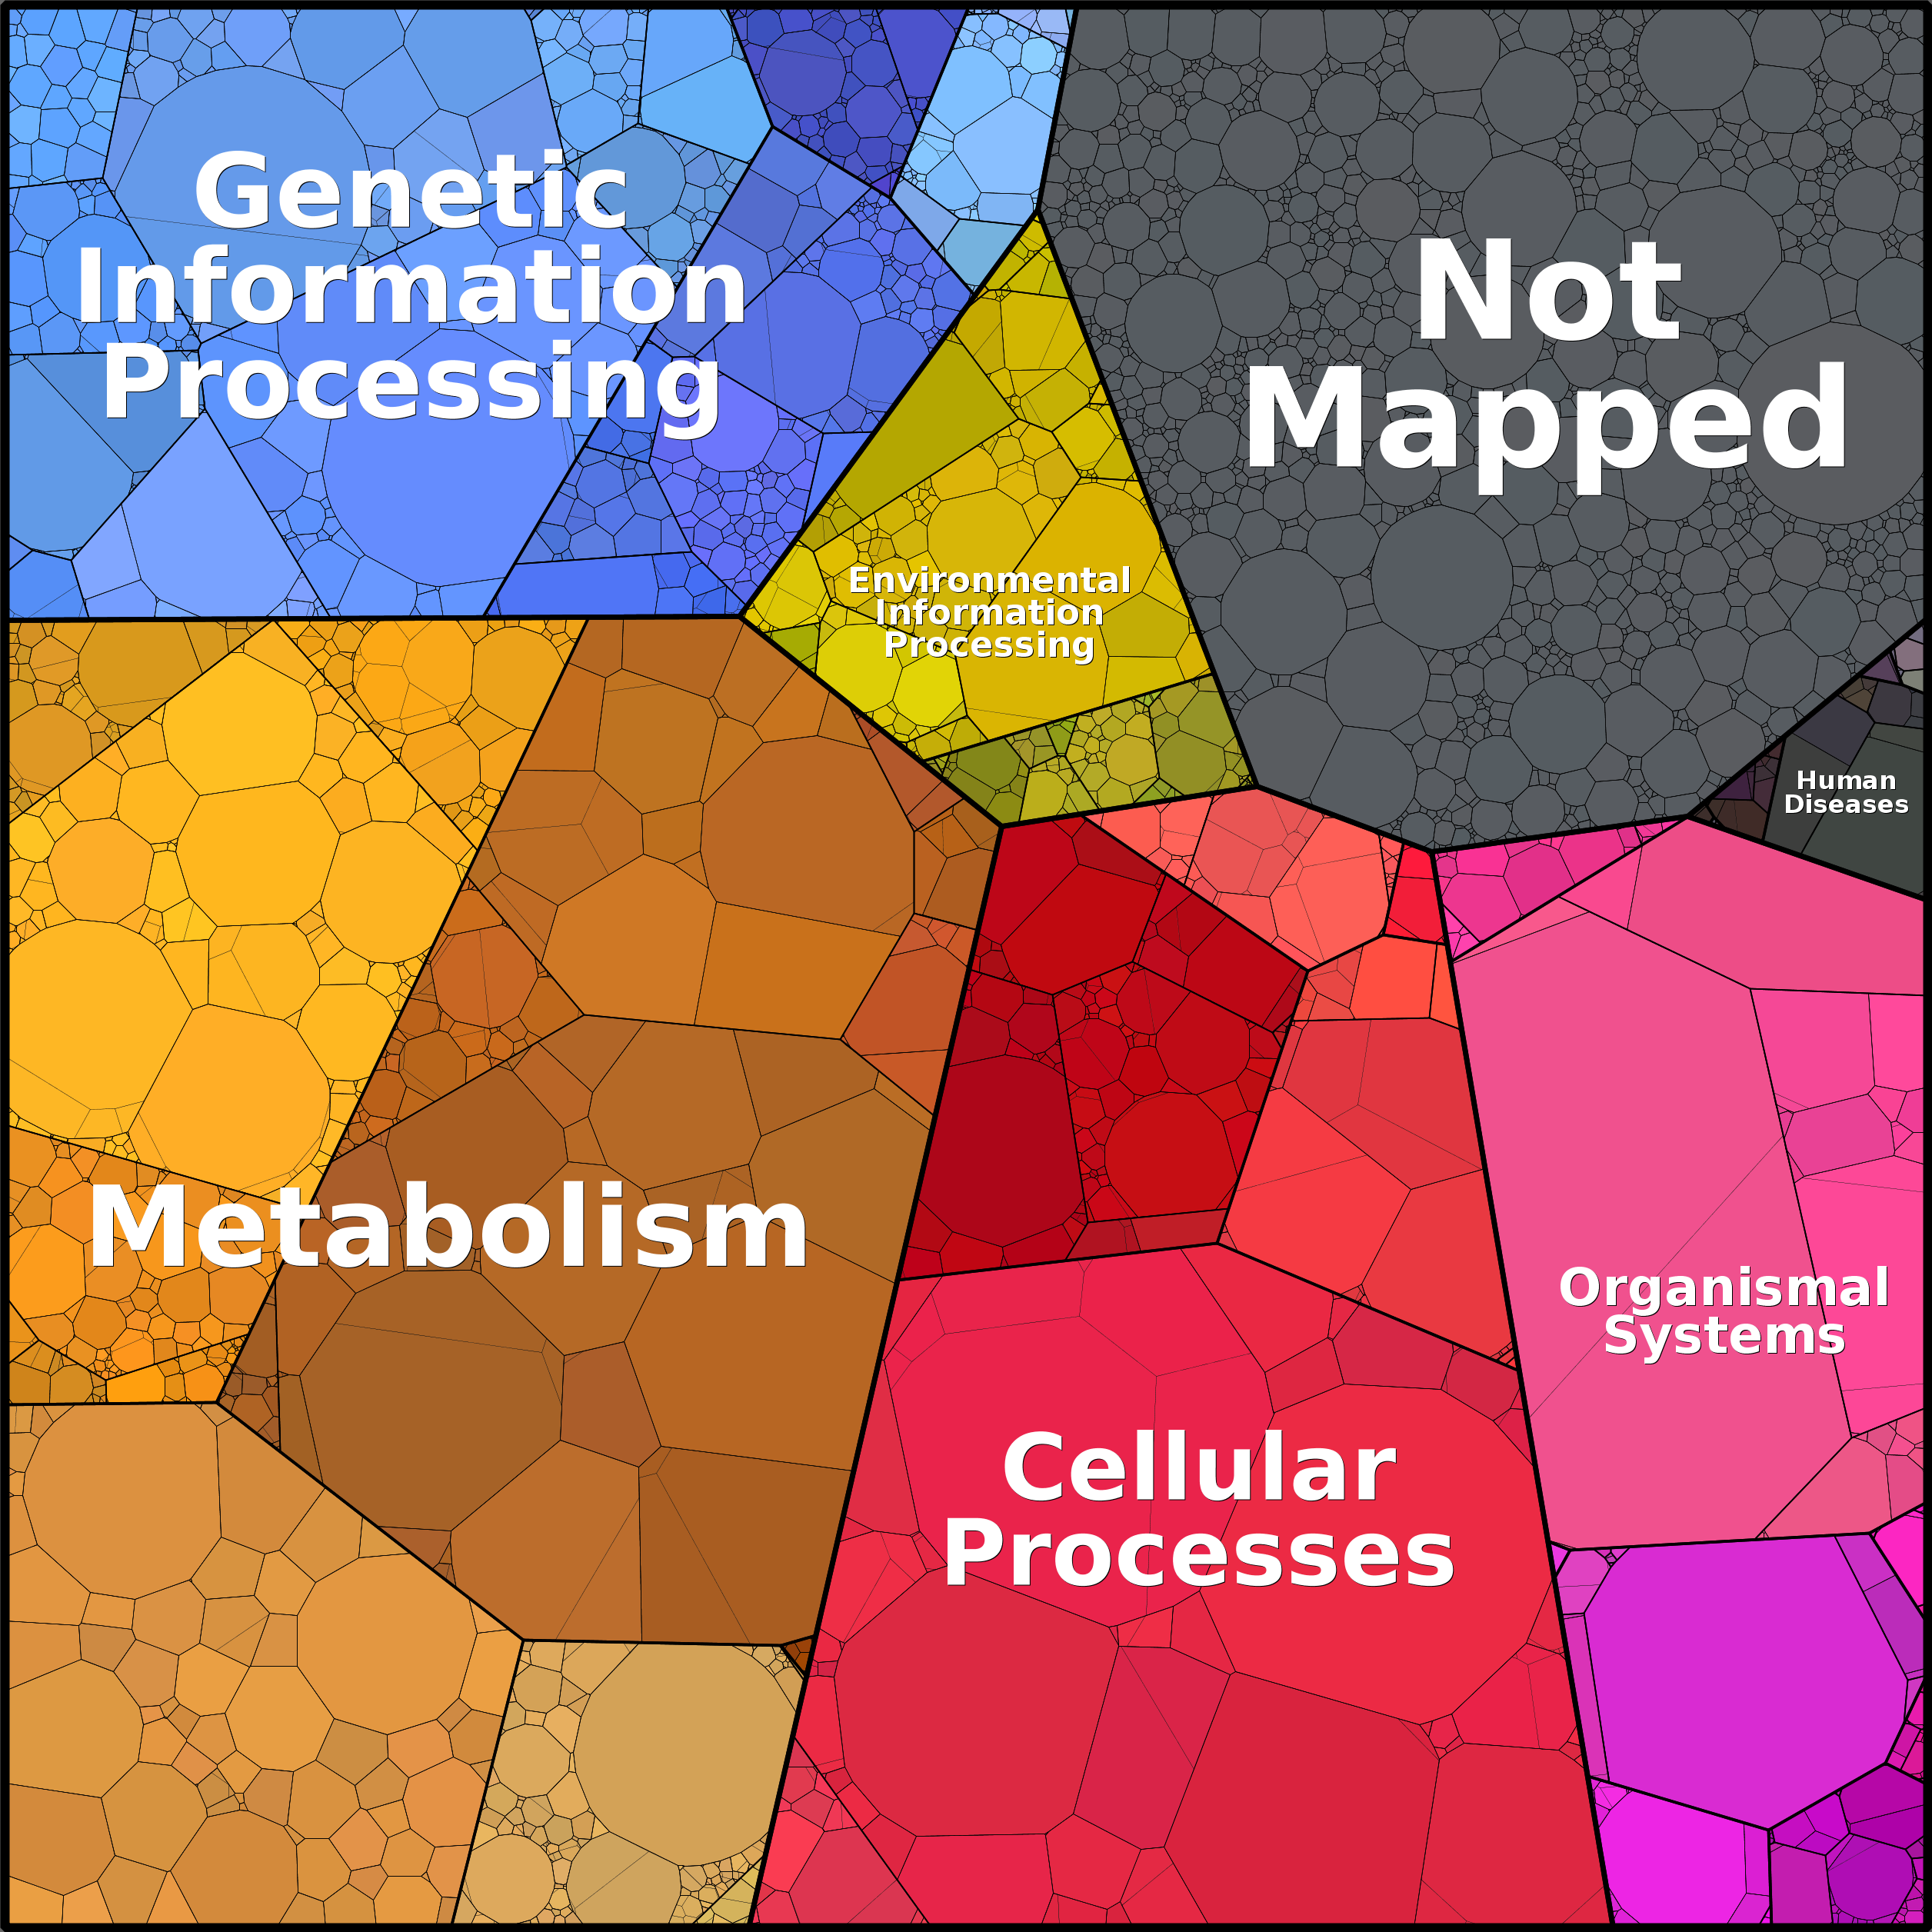 Genetic
Information
Processing
Not
Mapped
Environmental
Information
Processing
Human
Diseases
Metabolism
Organismal
Systems
Cellular
Processes